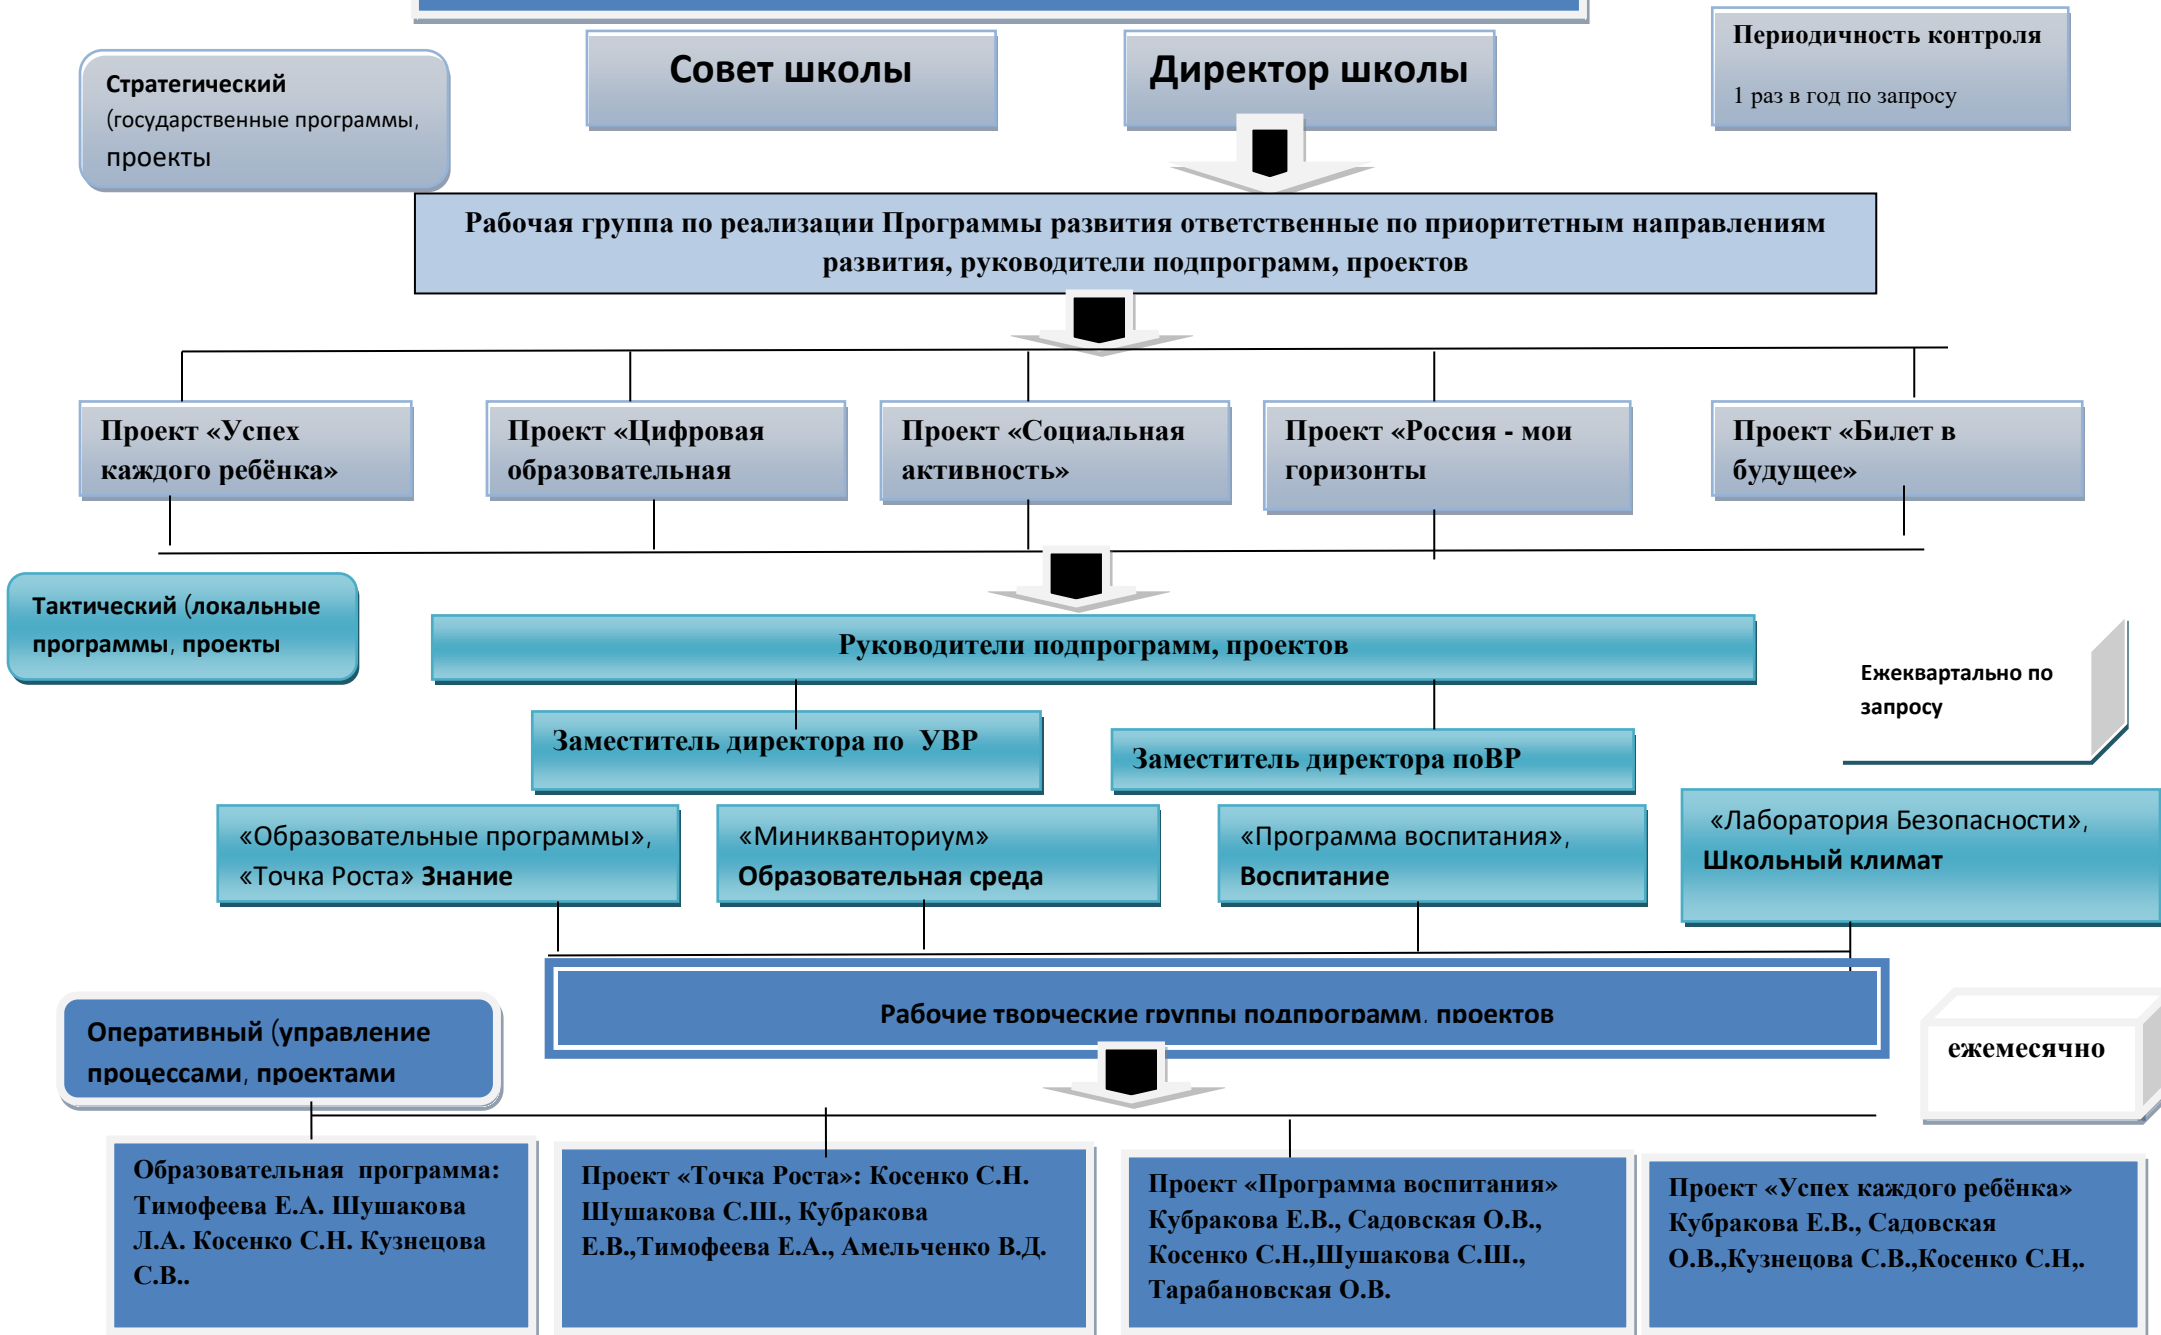 Совет школы
Директор школы
Периодичность контроля
1 раз в год по запросу
Стратегический
(государственные программы,
проекты
Рабочая группа по реализации Программы развития ответственные по приоритетным направлениям
развития, руководители подпрограмм, проектов
Проект «Успех
каждого ребёнка»
Проект «Цифровая
образовательная
Проект «Социальная
активность»
Проект «Россия - мои
горизонты
Проект «Билет в
будущее»
Тактический (локальные
программы, проекты
Руководители подпрограмм, проектов
Ежеквартально по
запросу
Заместитель директора по УВР
Заместитель директора поВР
«Образовательные программы»,
«Точка Роста» Знание
«Миникванториум»
Образовательная среда
«Программа воспитания»,
Воспитание
«Лаборатория Безопасности»,
Школьный климат
Рабочие творческие группы подпрограмм, проектов
Оперативный (управление
процессами, проектами
ежемесячно
Образовательная программа:
Тимофеева Е.А. Шушакова
Л.А. Косенко С.Н. Кузнецова
С.В..
Проект «Точка Роста»: Косенко С.Н.
Шушакова С.Ш., Кубракова
Е.В.,Тимофеева Е.А., Амельченко В.Д.
Проект «Программа воспитания»
Кубракова Е.В., Садовская О.В.,
Косенко С.Н.,Шушакова С.Ш.,
Тарабановская О.В.
Проект «Успех каждого ребёнка»
Кубракова Е.В., Садовская
О.В.,Кузнецова С.В.,Косенко С.Н,.